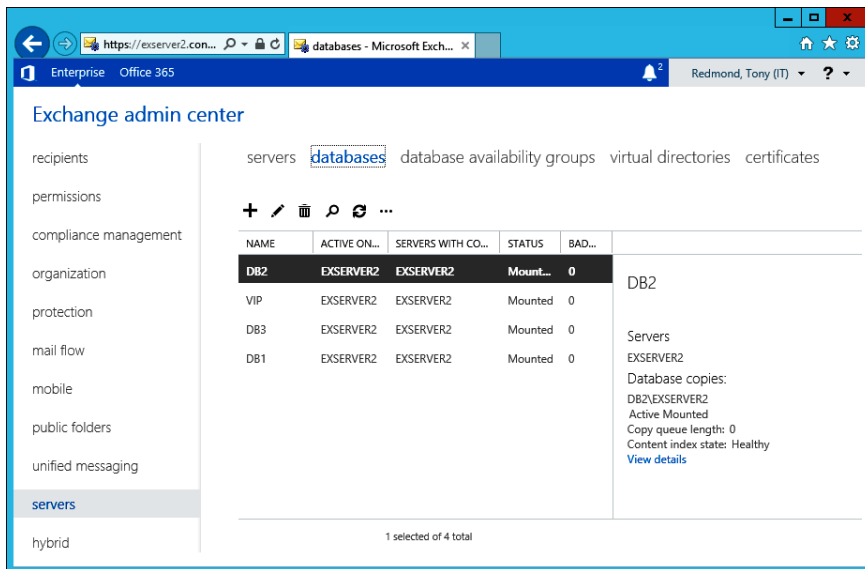 https://exserver2.con...
databases - Microsoft Exch...
Enterprise Office 365
2
Redmond, Tony (IT)
?
Exchange admin center
recipients
permissions
compliance management
organization
protection
mail flow
mobile
public folders
unified messaging
servers
hybrid
servers databases database availability groups virtual directories certificates
NAME ACTIVE ON... SERVERS WITH CO... STATUS BAD...
DB2 EXSERVER2 EXSERVER2 Mount... 0
VIP EXSERVER2 EXSERVER2 Mounted 0
DB3 EXSERVER2 EXSERVER2 Mounted 0
DB1 EXSERVER2 EXSERVER2 Mounted 0
1 selected of 4 total
DB2
Servers
EXSERVER2
Database copies:
DB2\EXSERVER2
Active Mounted
Copy queue length: 0
Content index state: Healthy
View details